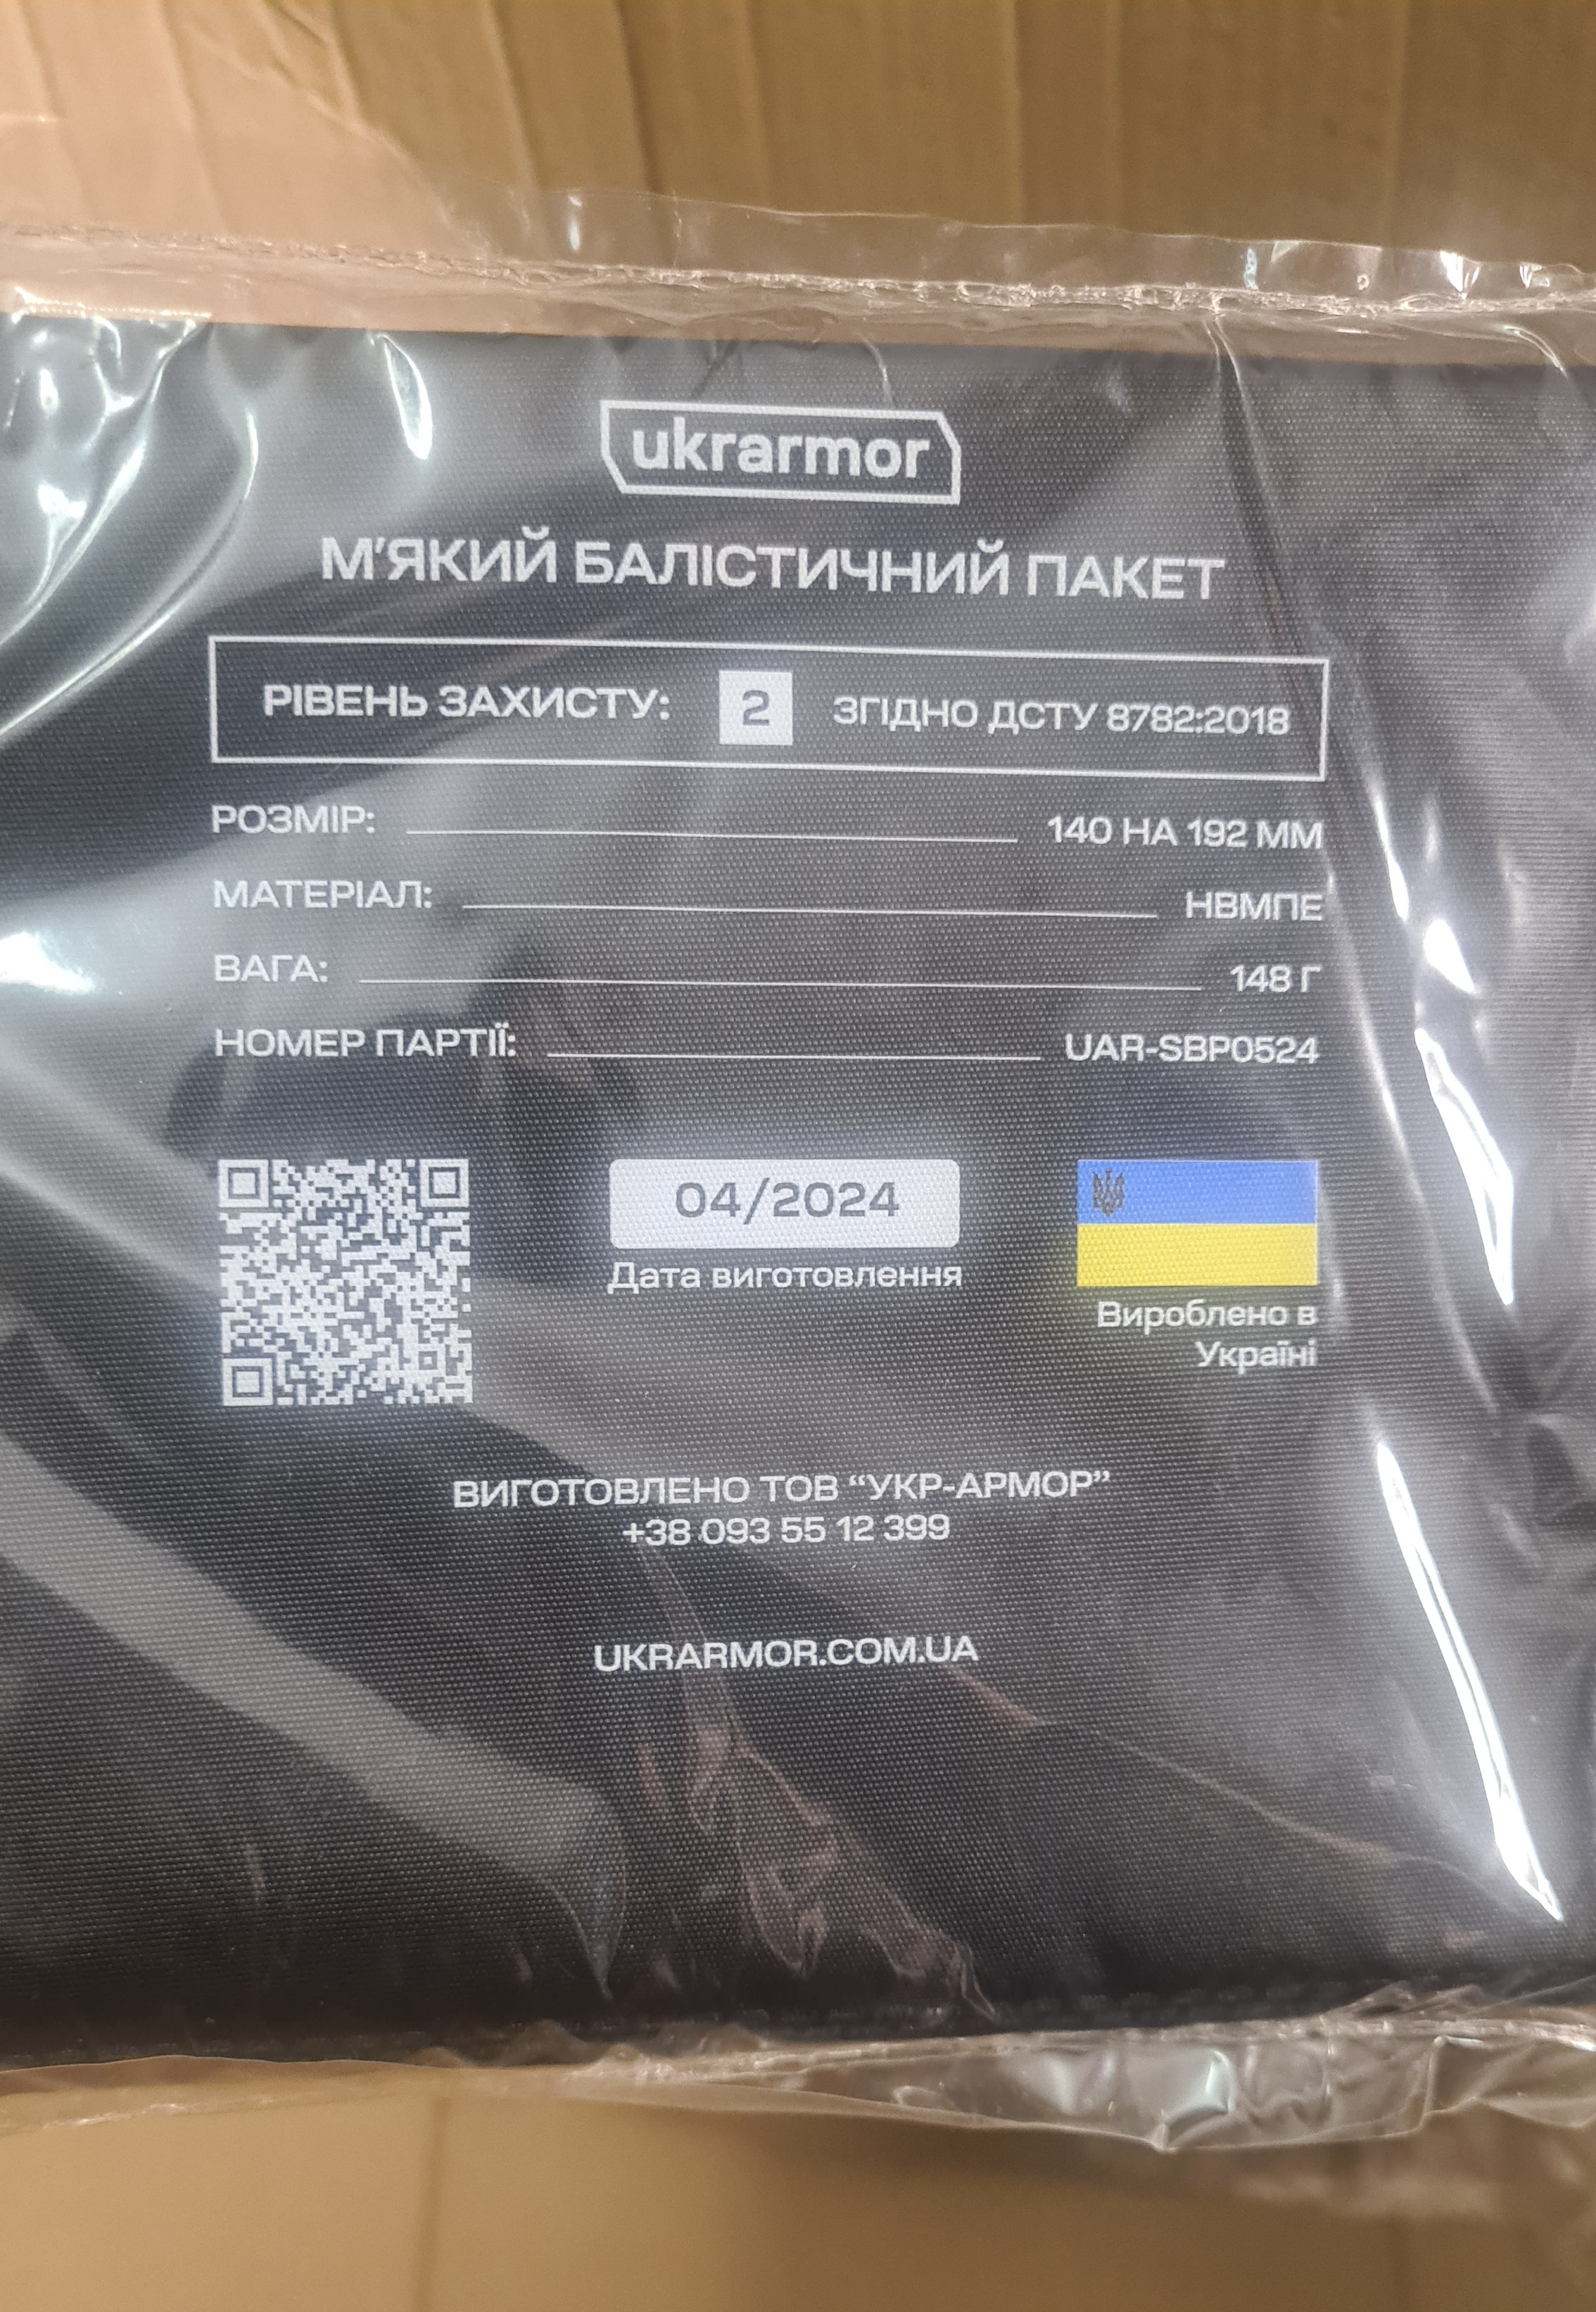 ukrarmor
М'ЯКИЙ БАЛІСТИЧНИЙ ПАКЕТ
РІВЕНЬ ЗАХИСТУ: 2 ЗГІДНО ДСТУ 8782:2018
РОЗМІР: 140 НА 192 ММ
МАТЕРІАЛ: НВМПЕ
ВАГА: 148 Г
НОМЕР ПАРТІЇ: UAR-SBP0524
04/2024
Дата виготовлення
Вироблено в
Україні
ВИГОТОВЛЕНО ТОВ “УКР-АРМОР”
+38 093 55 12 399
UKRARMOR.COM.UA